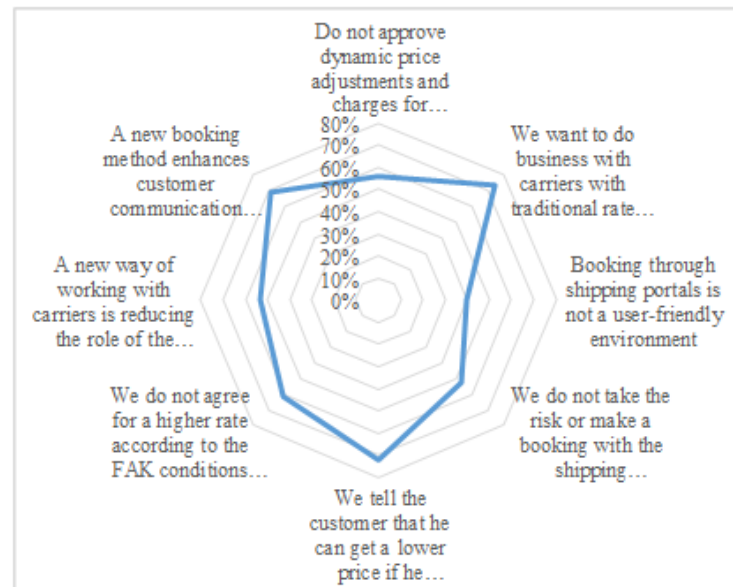 Do not approve
dynamic price
adjustments and
charges for…
80%
70%
60%
50%
40%
30%
20%
10%
0%
We want to do
business with
carriers with
traditional rate…
Booking through
shipping portals is
not a user-friendly
environment
We do not take the
risk or make a
booking with the
shipping…
We tell the
customer that he
can get a lower
price if he…
We do not agree
for a higher rate
according to the
FAK conditions…
A new way of
working with
carriers is reducing
the role of the…
A new booking
method enhances
customer
communication…